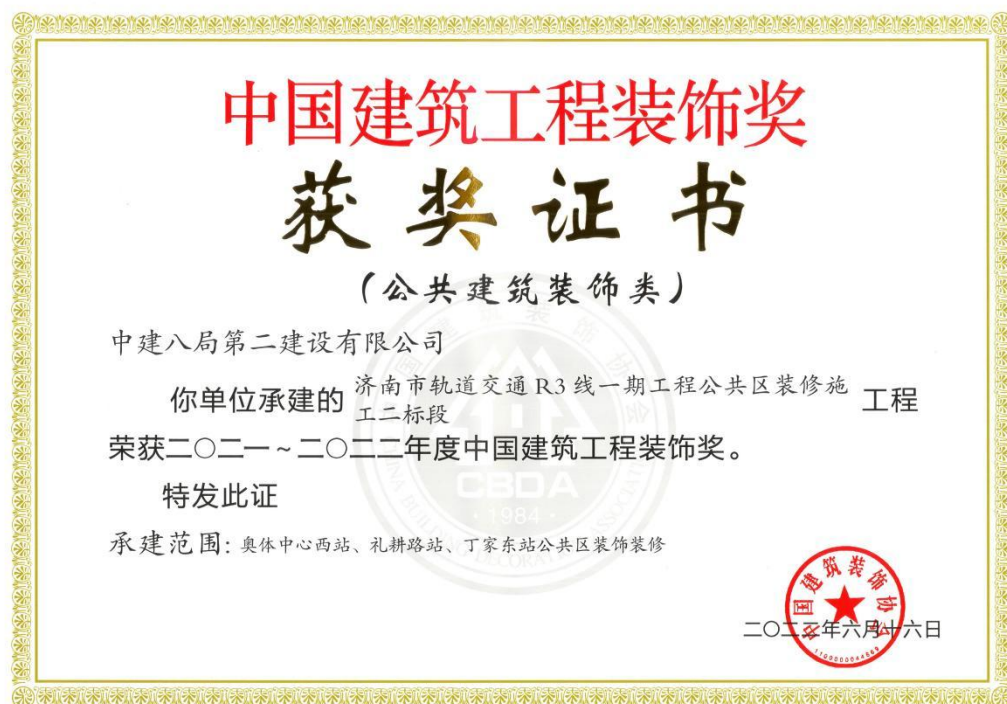 中国建筑工程装饰奖
获奖证书
(公共建筑装饰类)
中建八局第二建设有限公司
你单位承建的 济南市轨道交通 R3 线一期工程公共区装修施工二标段 工程
荣获二〇二一~二〇二二年度中国建筑工程装饰奖。
特发此证
承建范围: 奥体中心西站、礼耕路站、丁家东站公共区装饰装修
中国建筑装饰协会
二〇二三年六月十六日
CBDA
·1984·